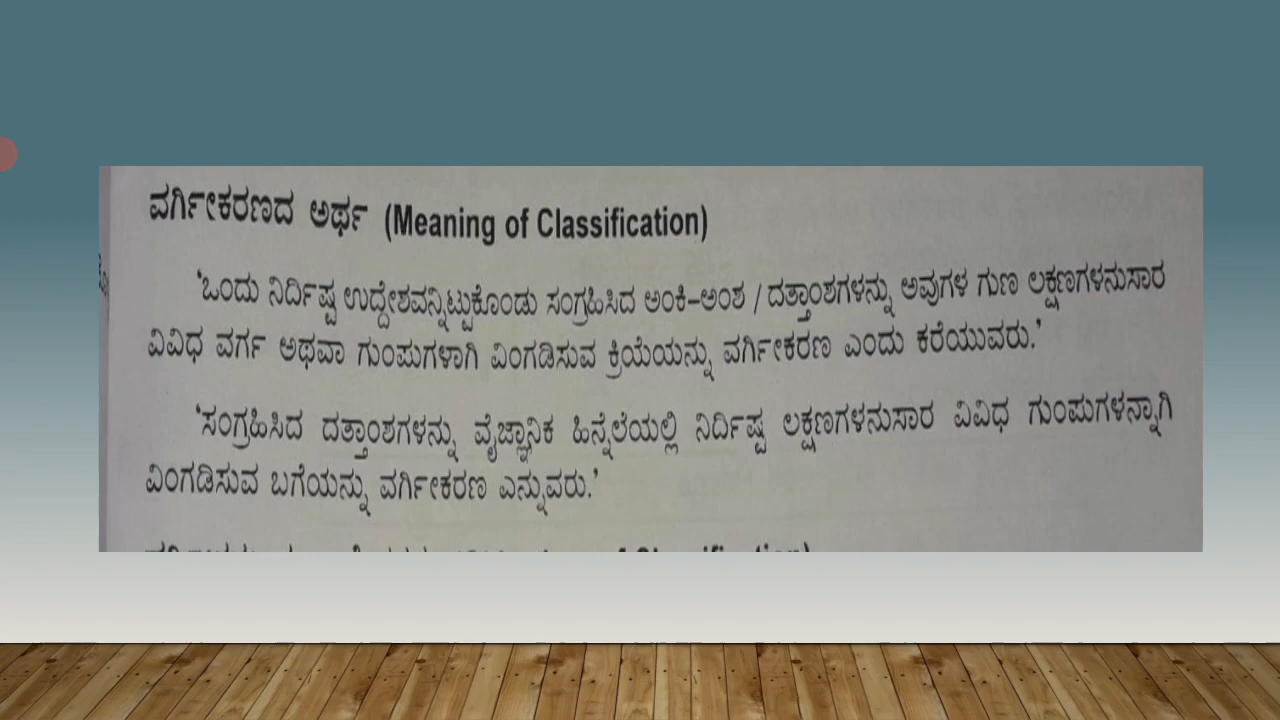 ವರ್ಗೀಕರಣದ ಅರ್ಥ (Meaning of Classification)
‘ಒಂದು ನಿರ್ದಿಷ್ಟ ಉದ್ದೇಶವನ್ನಿಟ್ಟುಕೊಂಡು ಸಂಗ್ರಹಿಸಿದ ಅಂಕಿ–ಅಂಶ / ದತ್ತಾಂಶಗಳನ್ನು ಅವುಗಳ ಗುಣ ಲಕ್ಷಣಗಳನುಸಾರ
ವಿವಿಧ ವರ್ಗ ಅಥವಾ ಗುಂಪುಗಳಾಗಿ ವಿಂಗಡಿಸುವ ಕ್ರಿಯೆಯನ್ನು ವರ್ಗೀಕರಣ ಎಂದು ಕರೆಯುವರು.’
‘ಸಂಗ್ರಹಿಸಿದ ದತ್ತಾಂಶಗಳನ್ನು ವೈಜ್ಞಾನಿಕ ಹಿನ್ನೆಲೆಯಲ್ಲಿ ನಿರ್ದಿಷ್ಟ ಲಕ್ಷಣಗಳನುಸಾರ ವಿವಿಧ ಗುಂಪುಗಳನ್ನಾಗಿ
ವಿಂಗಡಿಸುವ ಬಗೆಯನ್ನು ವರ್ಗೀಕರಣ ಎನ್ನುವರು.’